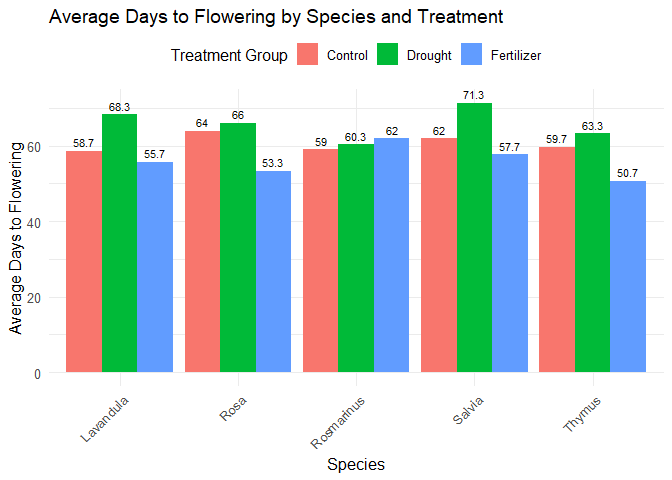 Average Days to Flowering by Species and Treatment
Treatment Group Control Drought Fertilizer
Average Days to Flowering
60
40
20
0
58.7 68.3 55.7
64 66 53.3
59 60.3 62
62 71.3 57.7
59.7 63.3 50.7
Lavandula
Rosa
Rosmarinus
Salvia
Thymus
Species